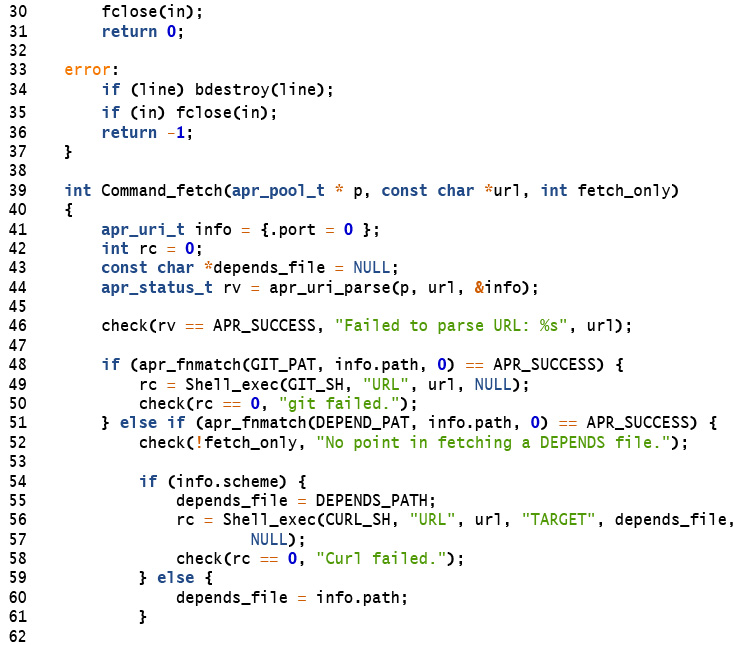 30        fclose(in);
31        return 0;
32
33    error:
34        if (line) bdestroy(line);
35        if (in) fclose(in);
36        return -1;
37    }
38
39    int Command_fetch(apr_pool_t * p, const char *url, int fetch_only)
40    {
41        apr_uri_t info = {.port = 0 };
42        int rc = 0;
43        const char *depends_file = NULL;
44        apr_status_t rv = apr_uri_parse(p, url, &info);
45
46        check(rv == APR_SUCCESS, "Failed to parse URL: %s", url);
47
48        if (apr_fnmatch(GIT_PAT, info.path, 0) == APR_SUCCESS) {
49            rc = Shell_exec(GIT_SH, "URL", url, NULL);
50            check(rc == 0, "git failed.");
51        } else if (apr_fnmatch(DEPEND_PAT, info.path, 0) == APR_SUCCESS) {
52            check(!fetch_only, "No point in fetching a DEPENDS file.");
53
54            if (info.scheme) {
55                depends_file = DEPENDS_PATH;
56                rc = Shell_exec(CURL_SH, "URL", url, "TARGET", depends_file,
57                        NULL);
58                check(rc == 0, "Curl failed.");
59            } else {
60                depends_file = info.path;
61            }
62